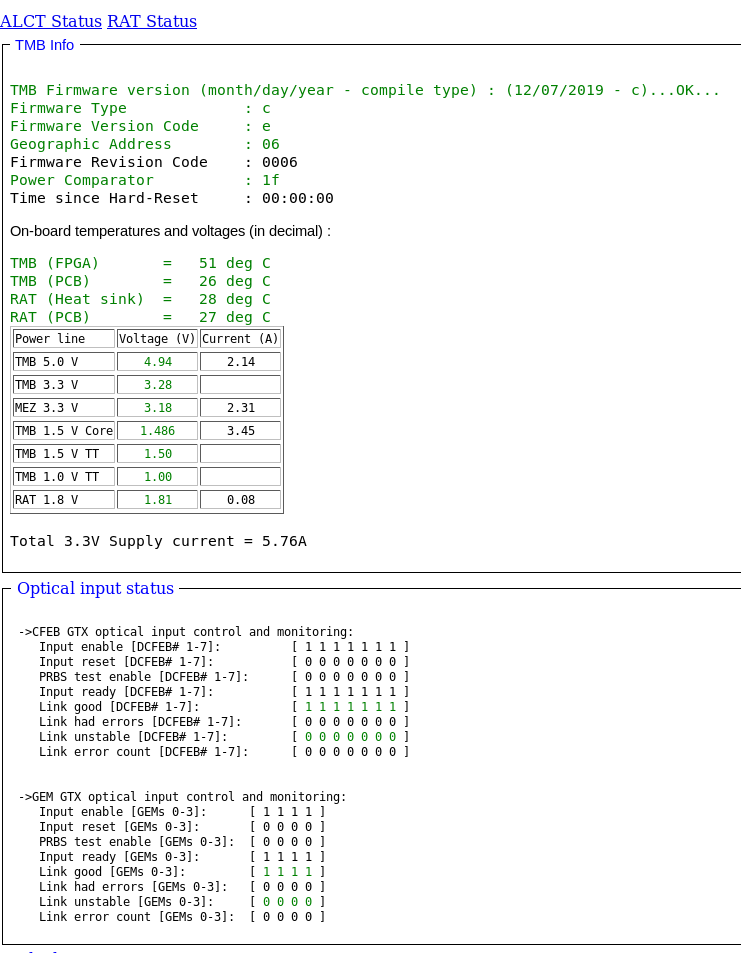 ALCT Status RAT Status
TMB Info
TMB Firmware version (month/day/year - compile type) : (12/07/2019 - c)...OK...
Firmware Type : c
Firmware Version Code : e
Geographic Address : 06
Firmware Revision Code : 0006
Power Comparator : 1f
Time since Hard-Reset : 00:00:00
On-board temperatures and voltages (in decimal) :
TMB (FPGA) = 51 deg C
TMB (PCB) = 26 deg C
RAT (Heat sink) = 28 deg C
RAT (PCB) = 27 deg C
Power line Voltage (V) Current (A)
TMB 5.0 V 4.94 2.14
TMB 3.3 V 3.28
MEZ 3.3 V 3.18 2.31
TMB 1.5 V Core 1.486 3.45
TMB 1.5 V TT 1.50
TMB 1.0 V TT 1.00
RAT 1.8 V 1.81 0.08
Total 3.3V Supply current = 5.76A
Optical input status
->CFEB GTX optical input control and monitoring:
Input enable [DCFEB# 1-7]: [ 1 1 1 1 1 1 1 ]
Input reset [DCFEB# 1-7]: [ 0 0 0 0 0 0 0 ]
PRBS test enable [DCFEB# 1-7]: [ 0 0 0 0 0 0 0 ]
Input ready [DCFEB# 1-7]: [ 1 1 1 1 1 1 1 ]
Link good [DCFEB# 1-7]: [ 1 1 1 1 1 1 1 ]
Link had errors [DCFEB# 1-7]: [ 0 0 0 0 0 0 0 ]
Link unstable [DCFEB# 1-7]: [ 0 0 0 0 0 0 0 ]
Link error count [DCFEB# 1-7]: [ 0 0 0 0 0 0 0 ]
->GEM GTX optical input control and monitoring:
Input enable [GEMs 0-3]: [ 1 1 1 1 ]
Input reset [GEMs 0-3]: [ 0 0 0 0 ]
PRBS test enable [GEMs 0-3]: [ 0 0 0 0 ]
Input ready [GEMs 0-3]: [ 1 1 1 1 ]
Link good [GEMs 0-3]: [ 1 1 1 1 ]
Link had errors [GEMs 0-3]: [ 0 0 0 0 ]
Link unstable [GEMs 0-3]: [ 0 0 0 0 ]
Link error count [GEMs 0-3]: [ 0 0 0 0 ]